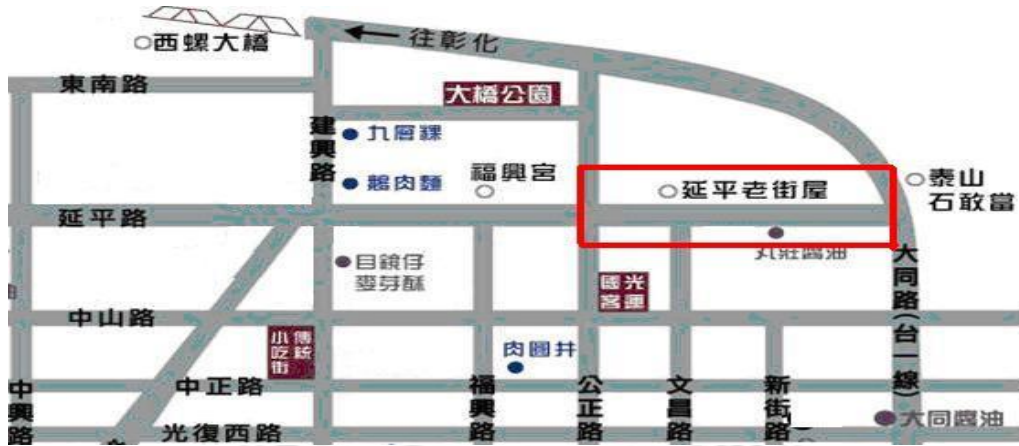 西螺大橋
往彰化
東南路
大橋公園
建興路
九層粿
鵝肉麵
福興宮
延平老街屋
泰山
石敢當
延平路
丸莊醬油
目鏡仔
麥芽酥
國光
客運
大同路(台一線)
中山路
傳統
小吃街
肉圓井
中興路
中正路
福興路
公正路
文昌路
新街路
光復西路
大同醬油